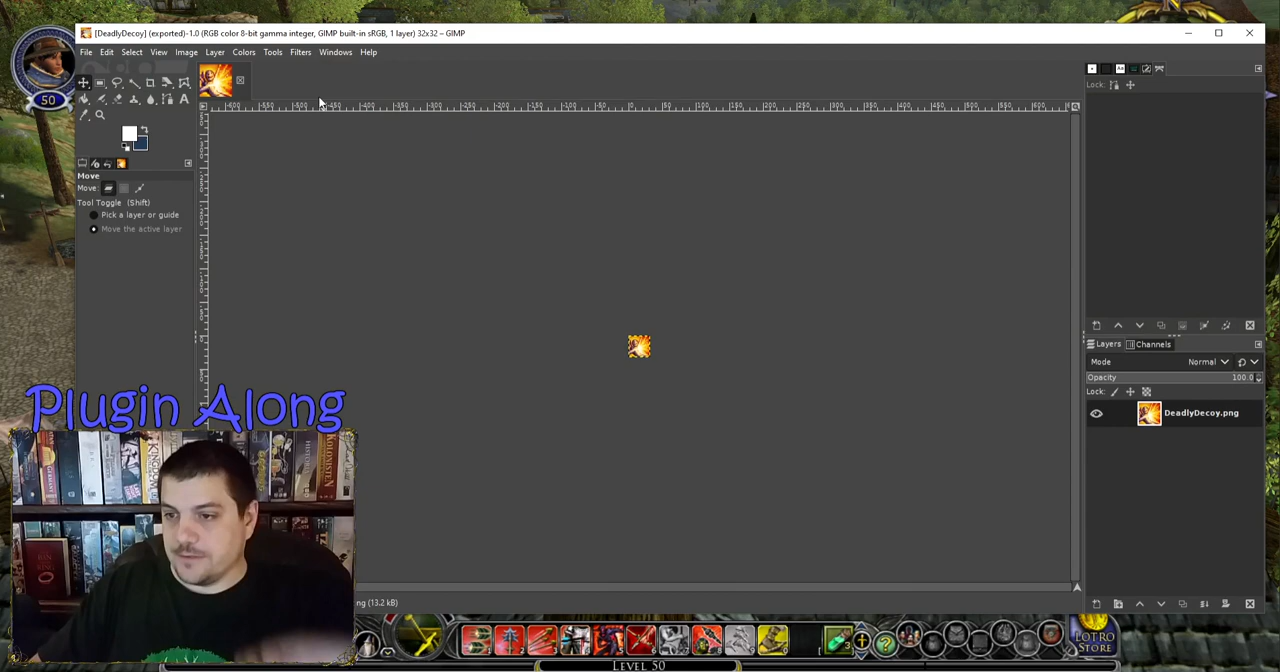 [DeadlyDecoy] (exported)-1.0 (RGB color 8-bit gamma integer, GIMP built-in sRGB, 1 layer) 32x32 – GIMP
File Edit Select View Image Layer Colors Tools Filters Windows Help
50
Lock:
Move
Move:
Tool Toggle (Shift)
Pick a layer or guide
Move the active layer
Layers Channels
Mode Normal
Opacity 100.0
Lock:
DeadlyDecoy.png
Plugin Along
ng (13.2 kB)
LOTRO
STORE
LEVEL 50